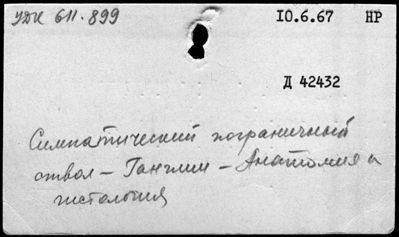 УДК 611.899 10.6.67 НР
Д 42432
Симпатический пограничный
ствол – Ганглии – Анатомия и
гистология